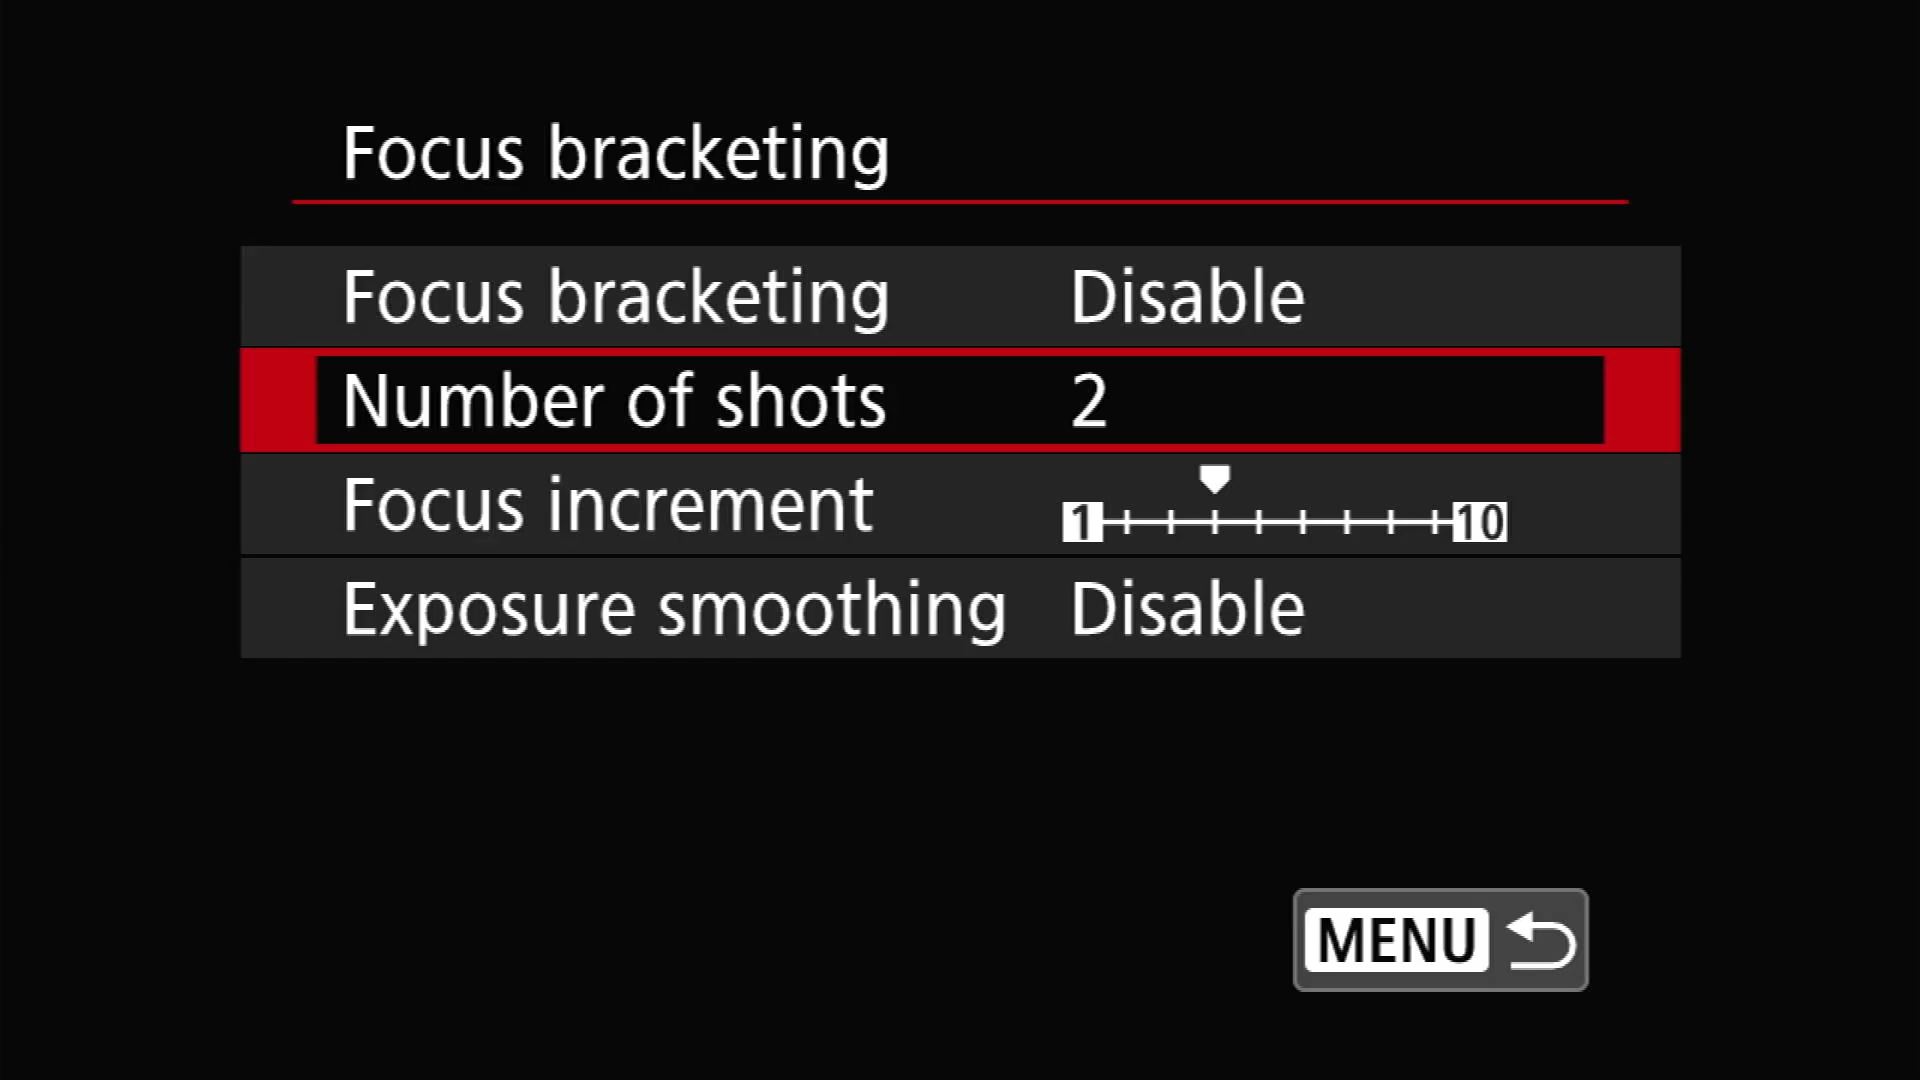 Focus bracketing
Focus bracketing Disable
Number of shots 2
Focus increment 1 10
Exposure smoothing Disable
MENU